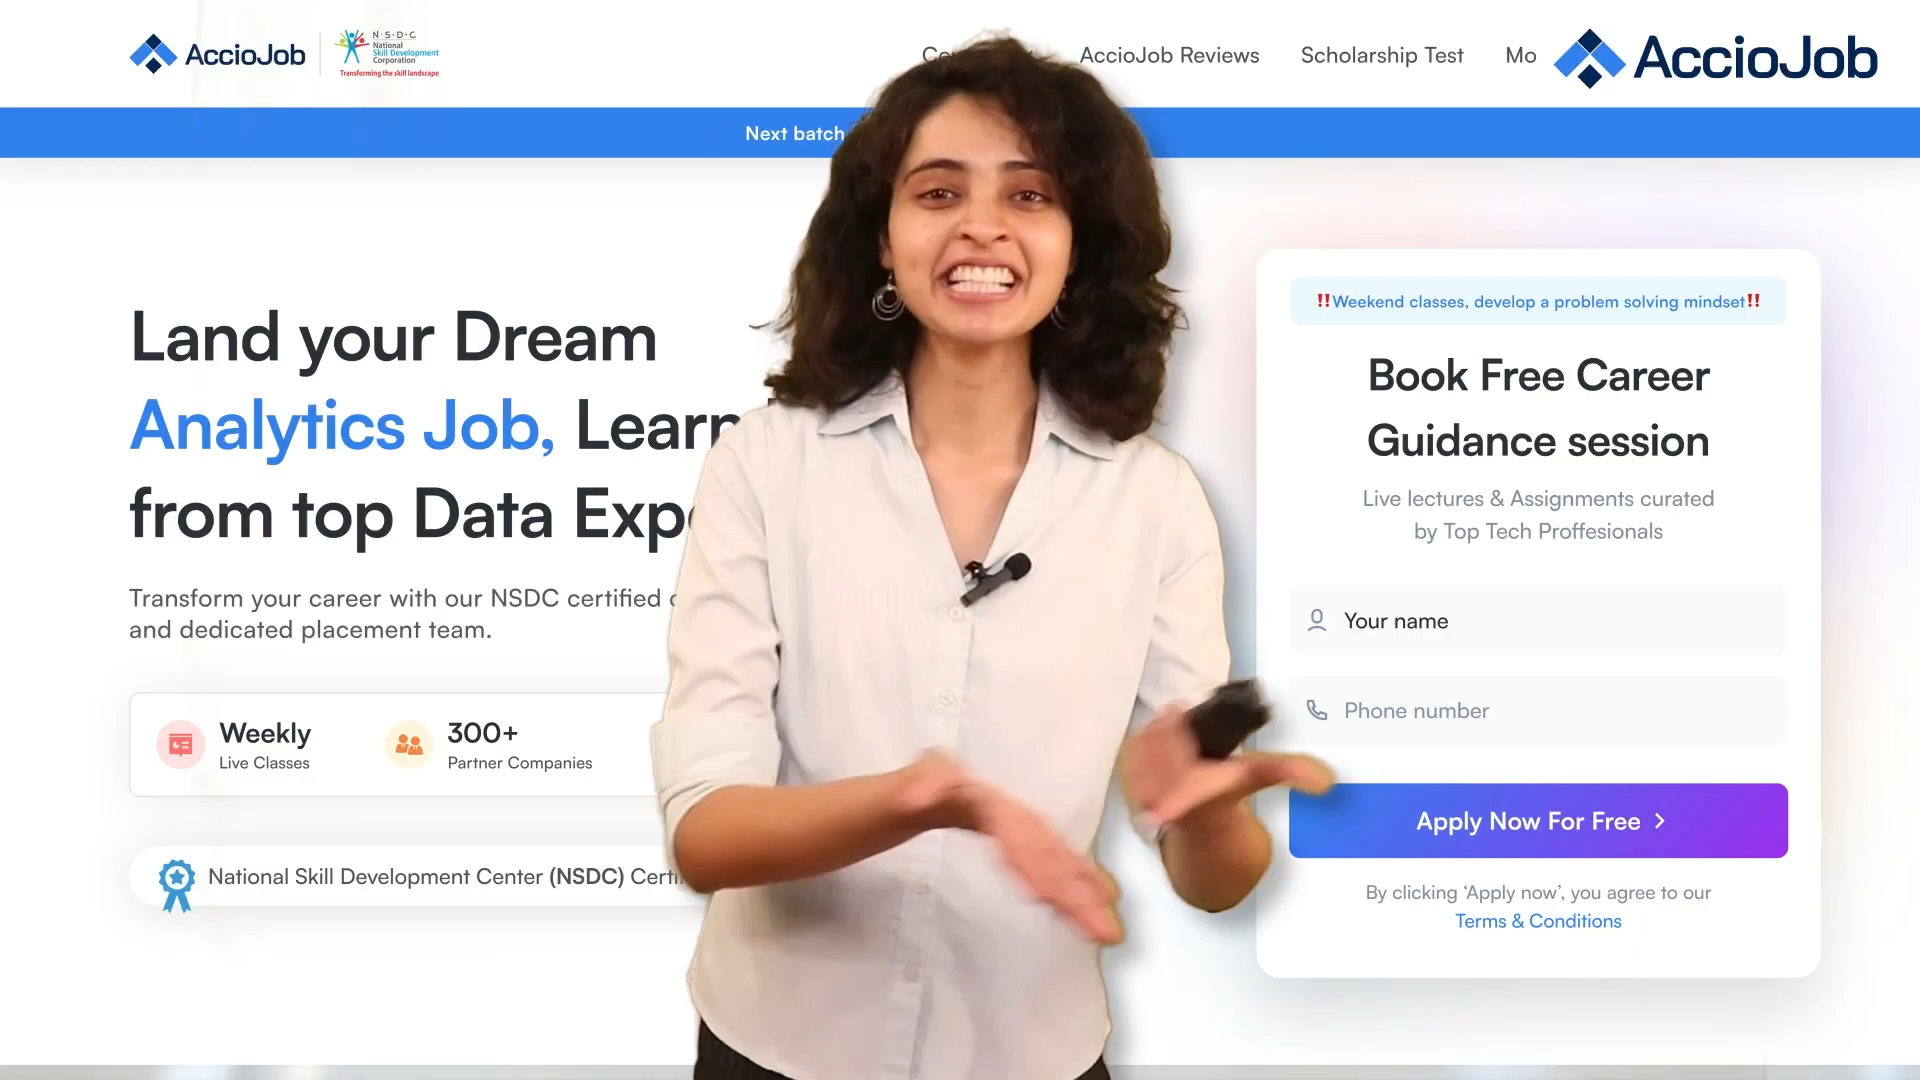 AccioJob
N·S·D·C
National
Skill Development
Corporation
Transforming the skill landscape
AccioJob Reviews
Scholarship Test
Mo
AccioJob
Next batch
Land your Dream
Analytics Job, Learn
from top Data Exp
Transform your career with our NSDC certified
and dedicated placement team.
Weekly
Live Classes
300+
Partner Companies
National Skill Development Center (NSDC) Certi
‼Weekend classes, develop a problem solving mindset‼
Book Free Career
Guidance session
Live lectures & Assignments curated
by Top Tech Proffesionals
Your name
Phone number
Apply Now For Free >
By clicking ‘Apply now’, you agree to our
Terms & Conditions